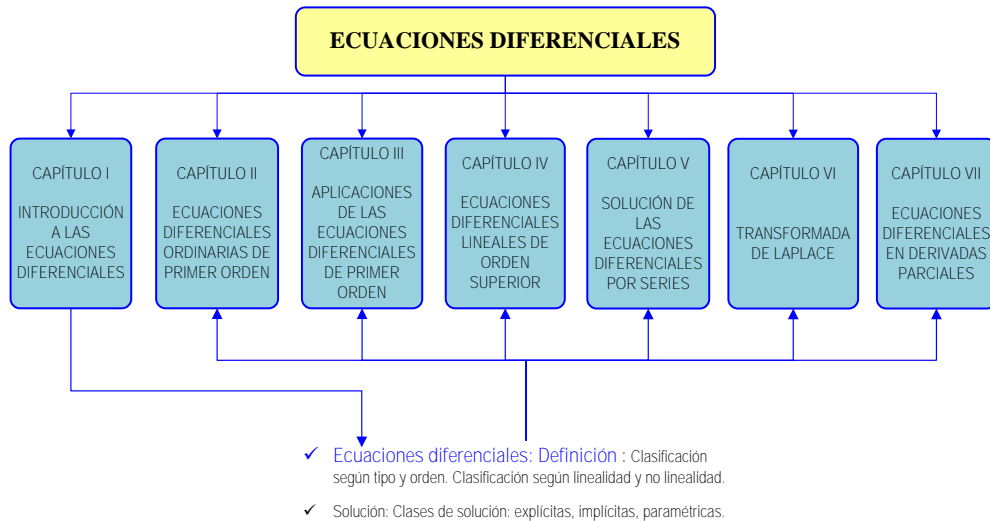 ECUACIONES DIFERENCIALES
CAPÍTULO I
INTRODUCCIÓN
A LAS
ECUACIONES
DIFERENCIALES
CAPÍTULO II
ECUACIONES
DIFERENCIALES
ORDINARIAS DE
PRIMER ORDEN
CAPÍTULO III
APLICACIONES
DE LAS
ECUACIONES
DIFERENCIALES
DE PRIMER
ORDEN
CAPÍTULO IV
ECUACIONES
DIFERENCIALES
LINEALES DE
ORDEN
SUPERIOR
CAPÍTULO V
SOLUCIÓN DE
LAS
ECUACIONES
DIFERENCIALES
POR SERIES
CAPÍTULO VI
TRANSFORMADA
DE LAPLACE
CAPÍTULO VII
ECUACIONES
DIFERENCIALES
EN DERIVADAS
PARCIALES
✓ Ecuaciones diferenciales: Definición : Clasificación
según tipo y orden. Clasificación según linealidad y no linealidad.
✓ Solución: Clases de solución: explícitas, implícitas, paramétricas.